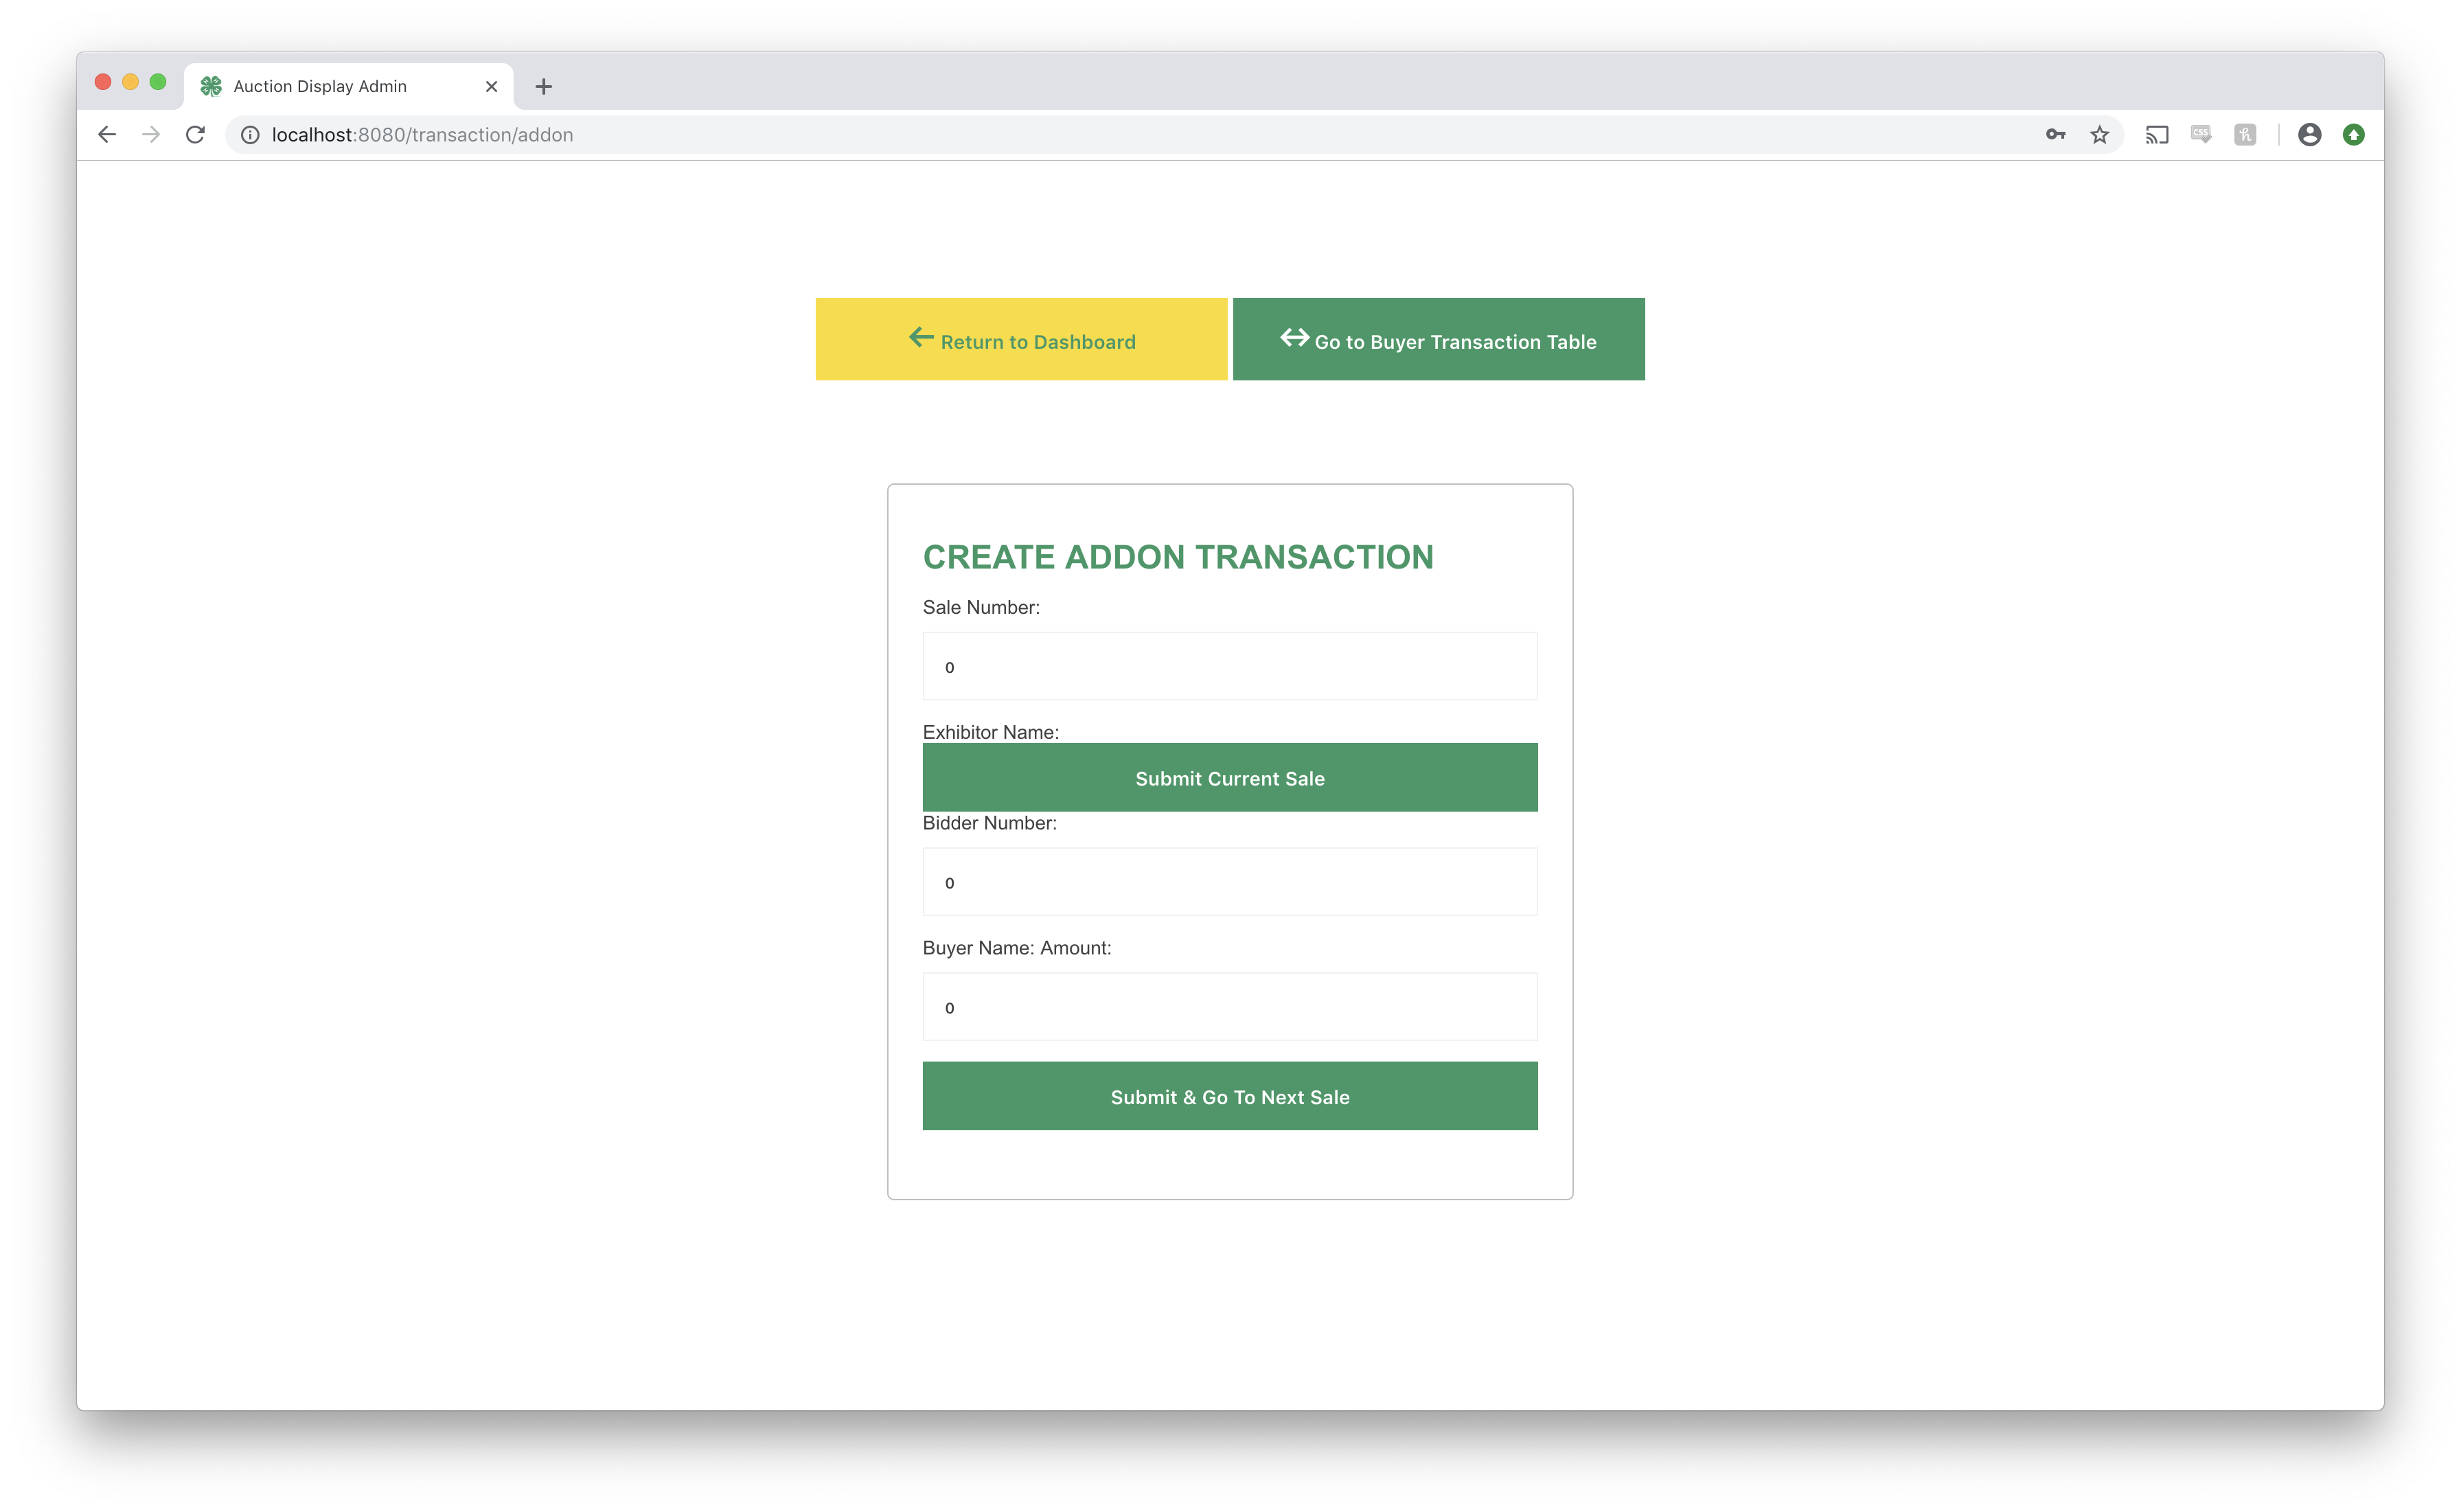 Auction Display Admin
localhost:8080/transaction/addon
CSS
Return to Dashboard
Go to Buyer Transaction Table
CREATE ADDON TRANSACTION
Sale Number:
0
Exhibitor Name:
Submit Current Sale
Bidder Number:
0
Buyer Name: Amount:
0
Submit & Go To Next Sale